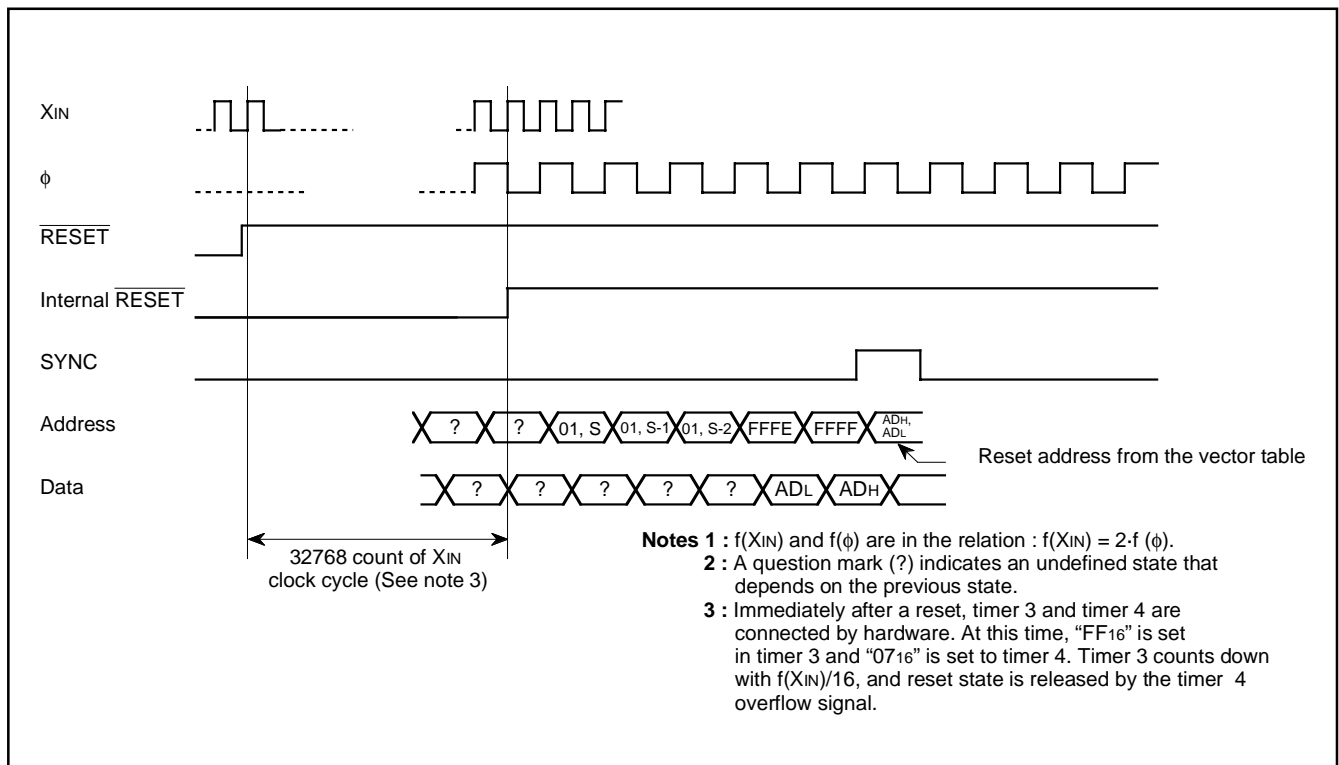 XIN
ϕ
RESET
Internal RESET
SYNC
Address
? ? 01, S 01, S-1 01, S-2 FFFE FFFF ADH,
ADL
Reset address from the vector table
Data
? ? ? ? ? ADL ADH
32768 count of XIN
clock cycle (See note 3)
Notes 1 : f(XIN) and f(ϕ) are in the relation : f(XIN) = 2·f (ϕ).
2 : A question mark (?) indicates an undefined state that
depends on the previous state.
3 : Immediately after a reset, timer 3 and timer 4 are
connected by hardware. At this time, “FF16” is set
in timer 3 and “0716” is set to timer 4. Timer 3 counts down
with f(XIN)/16, and reset state is released by the timer 4
overflow signal.